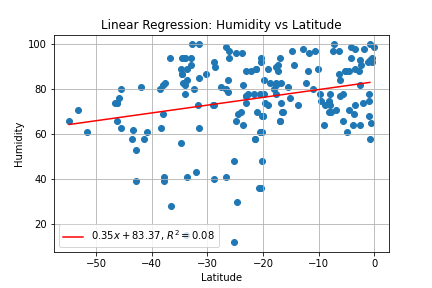 Linear Regression: Humidity vs Latitude
100
80
60
40
20
Humidity
0.35x + 83.37, R² = 0.08
−50 −40 −30 −20 −10 0
Latitude